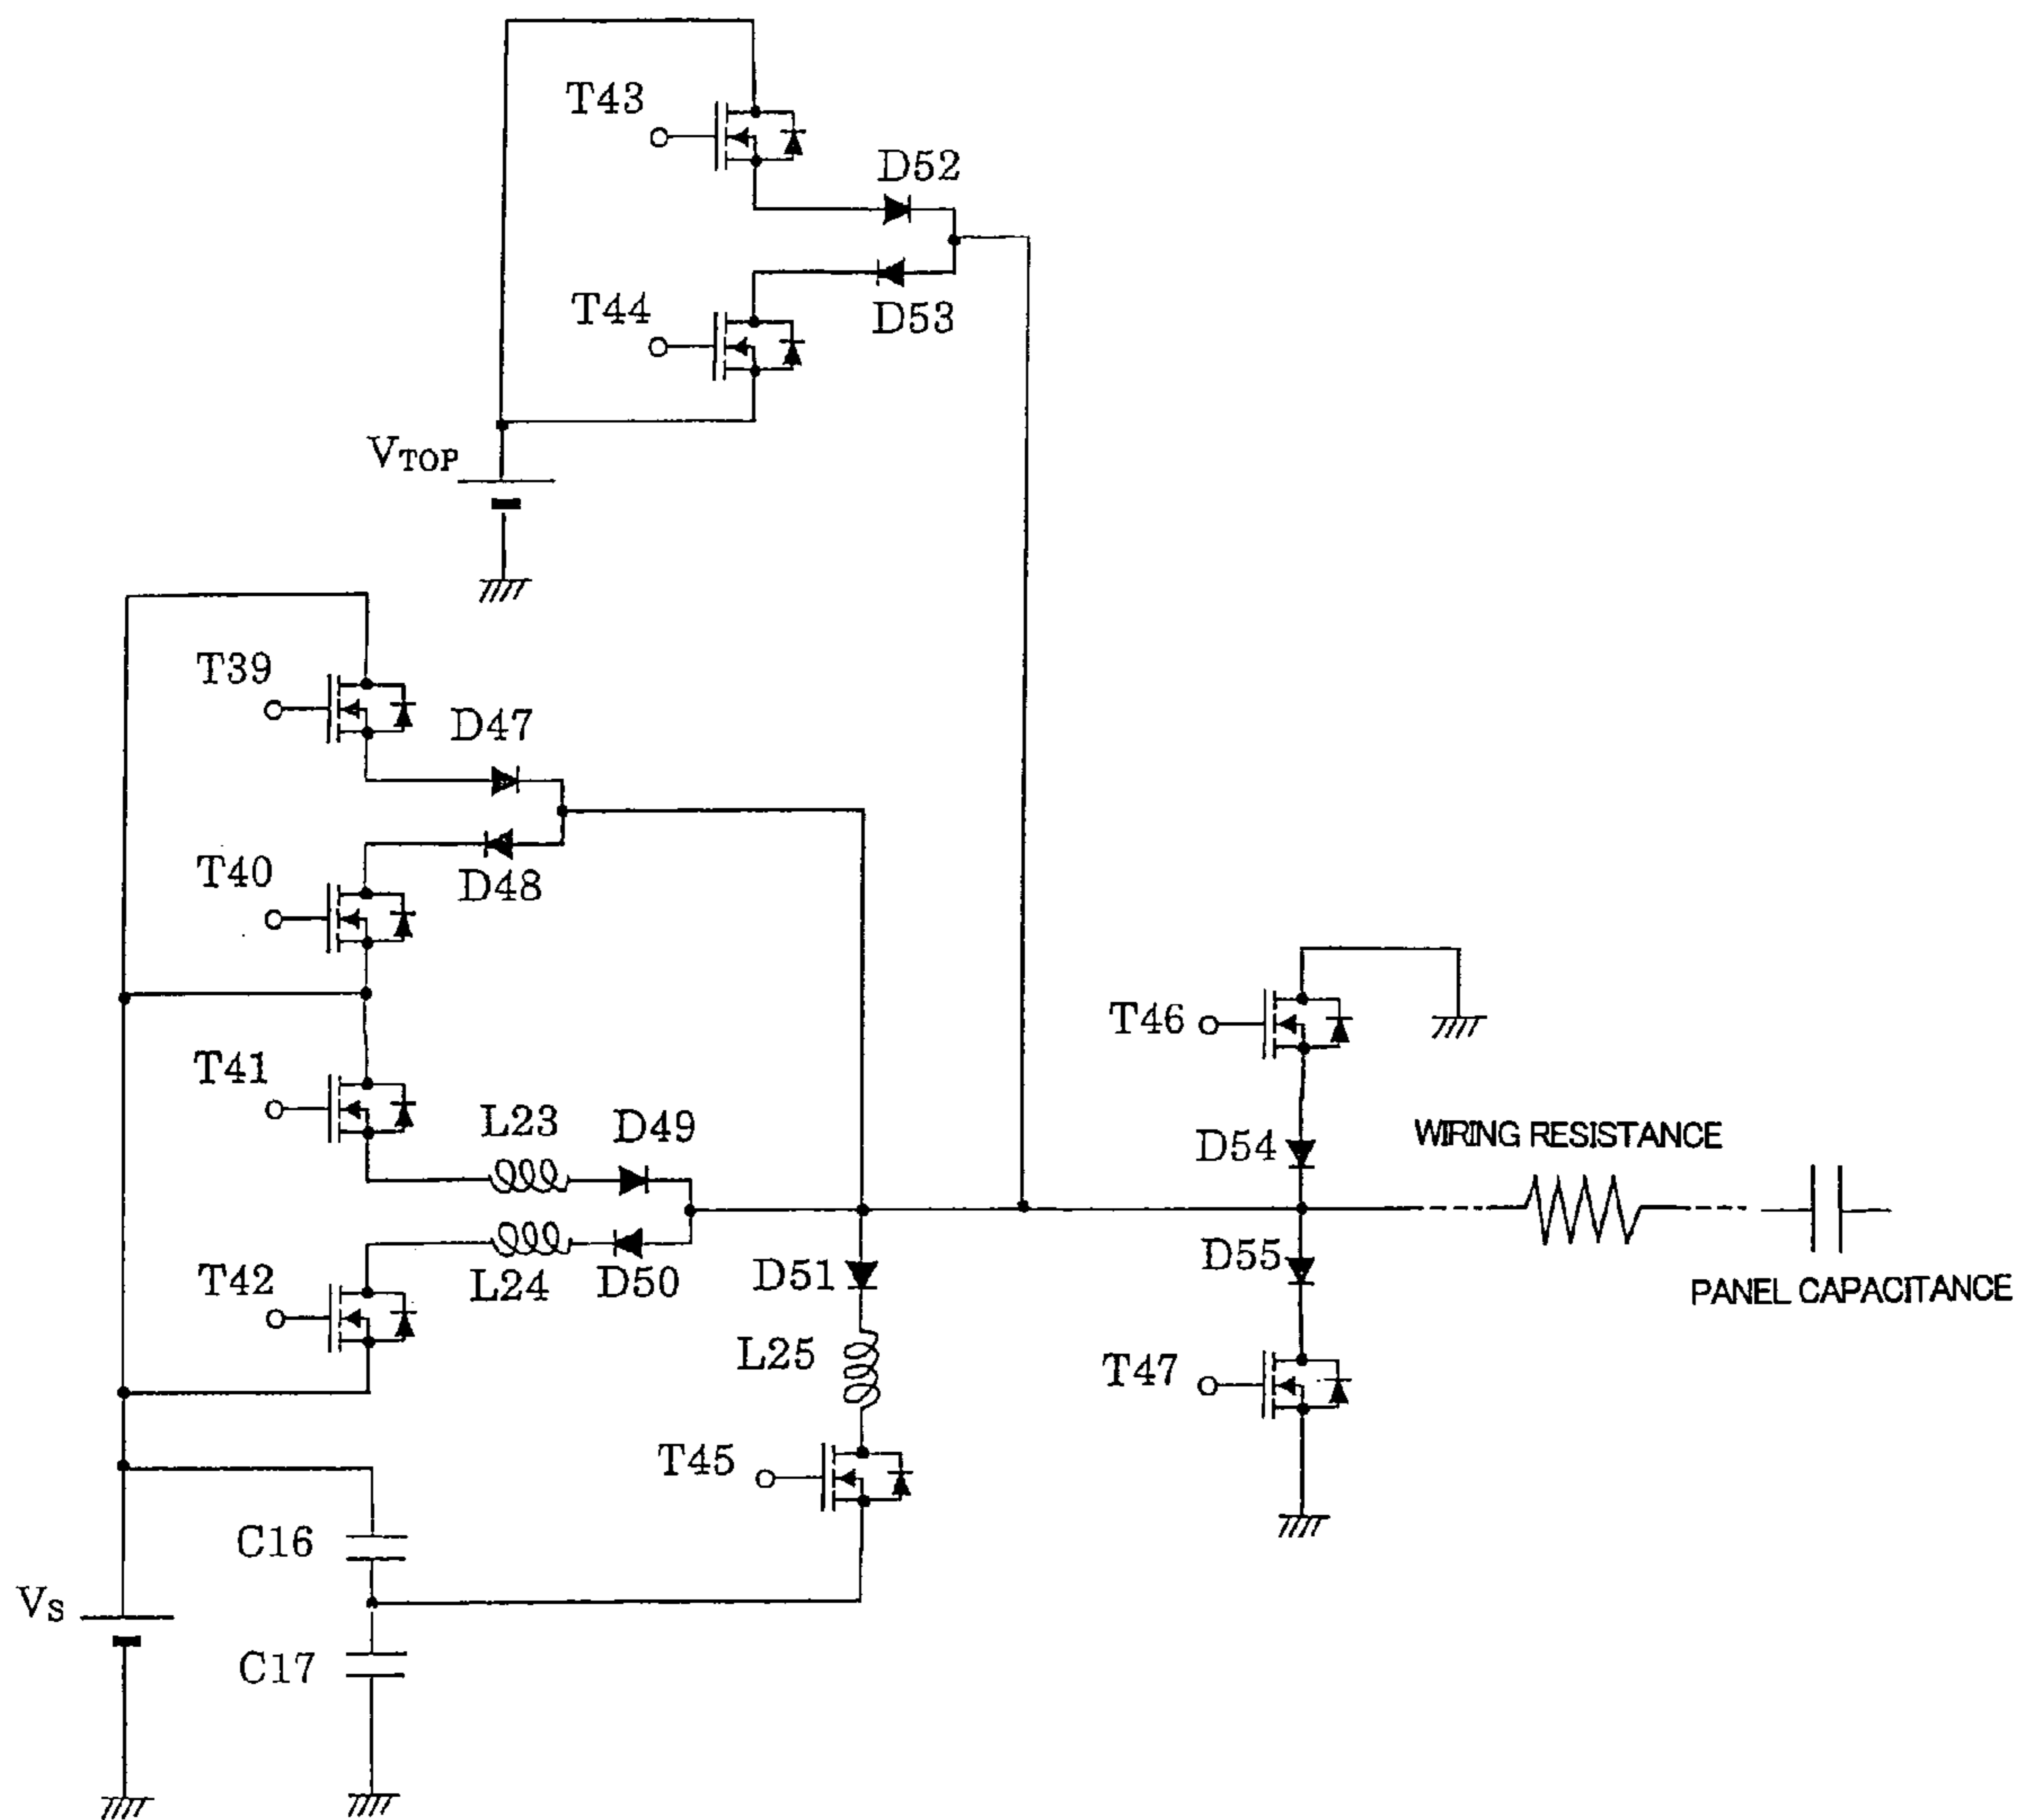 T43
D52
T44
D53
VTOP
T39
D47
T40
D48
T46
T41
L23
D49
D54
WIRING RESISTANCE
T42
L24
D50
D51
D55
PANEL CAPACITANCE
L25
T47
T45
C16
VS
C17